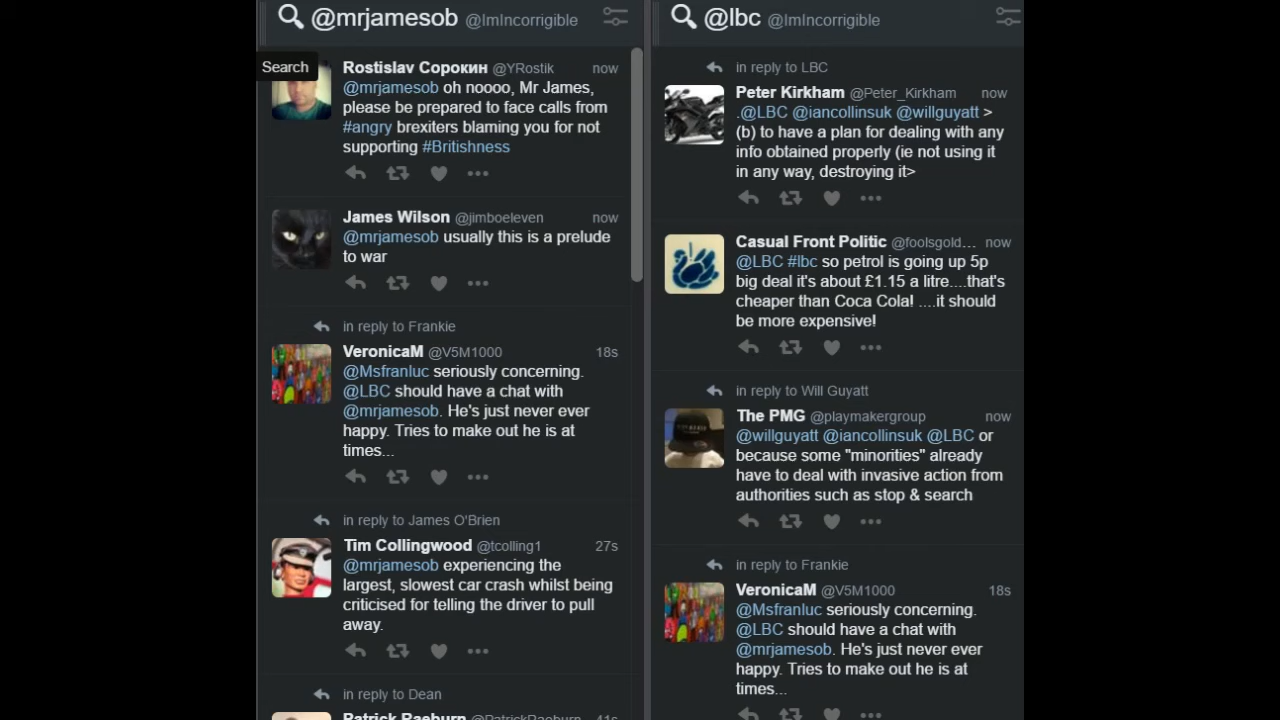 @mrjamesob @ImIncorrigible
Search
Rostislav Сорокин @YRostik now
@mrjamesob oh noooo, Mr James,
please be prepared to face calls from
#angry brexiters blaming you for not
supporting #Britishness
James Wilson @jimboeleven now
@mrjamesob usually this is a prelude
to war
in reply to Frankie
VeronicaM @V5M1000 18s
@Msfranluc seriously concerning.
@LBC should have a chat with
@mrjamesob. He's just never ever
happy. Tries to make out he is at
times...
in reply to James O'Brien
Tim Collingwood @tcolling1 27s
@mrjamesob experiencing the
largest, slowest car crash whilst being
criticised for telling the driver to pull
away.
in reply to Dean
Patrick Raeburn @PatrickRaeburn 41s
@lbc @ImIncorrigible
in reply to LBC
Peter Kirkham @Peter_Kirkham now
.@LBC @iancollinsuk @willguyatt >
(b) to have a plan for dealing with any
info obtained properly (ie not using it
in any way, destroying it>
Casual Front Politic @foolsgold... now
@LBC #lbc so petrol is going up 5p
big deal it's about £1.15 a litre....that's
cheaper than Coca Cola! ....it should
be more expensive!
in reply to Will Guyatt
The PMG @playmakergroup now
@willguyatt @iancollinsuk @LBC or
because some "minorities" already
have to deal with invasive action from
authorities such as stop & search
in reply to Frankie
VeronicaM @V5M1000 18s
@Msfranluc seriously concerning.
@LBC should have a chat with
@mrjamesob. He's just never ever
happy. Tries to make out he is at
times...